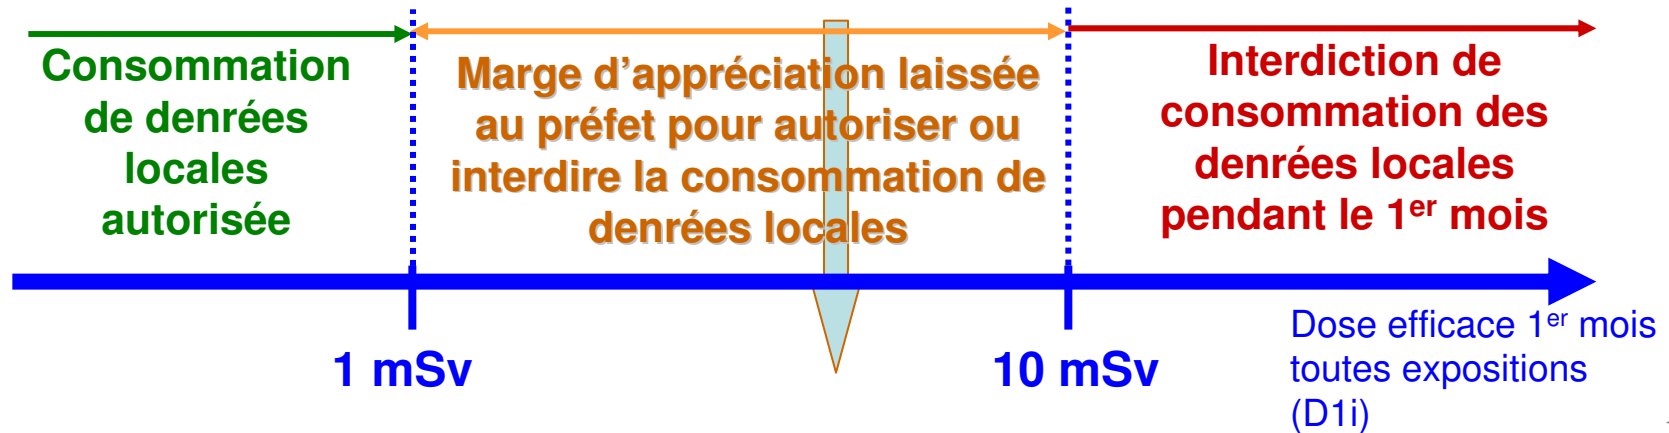 Consommation
de denrées
locales
autorisée
Marge d’appréciation laissée
au préfet pour autoriser ou
interdire la consommation de
denrées locales
Interdiction de
consommation des
denrées locales
pendant le 1er mois
1 mSv
10 mSv
Dose efficace 1er mois
toutes expositions
(D1i)